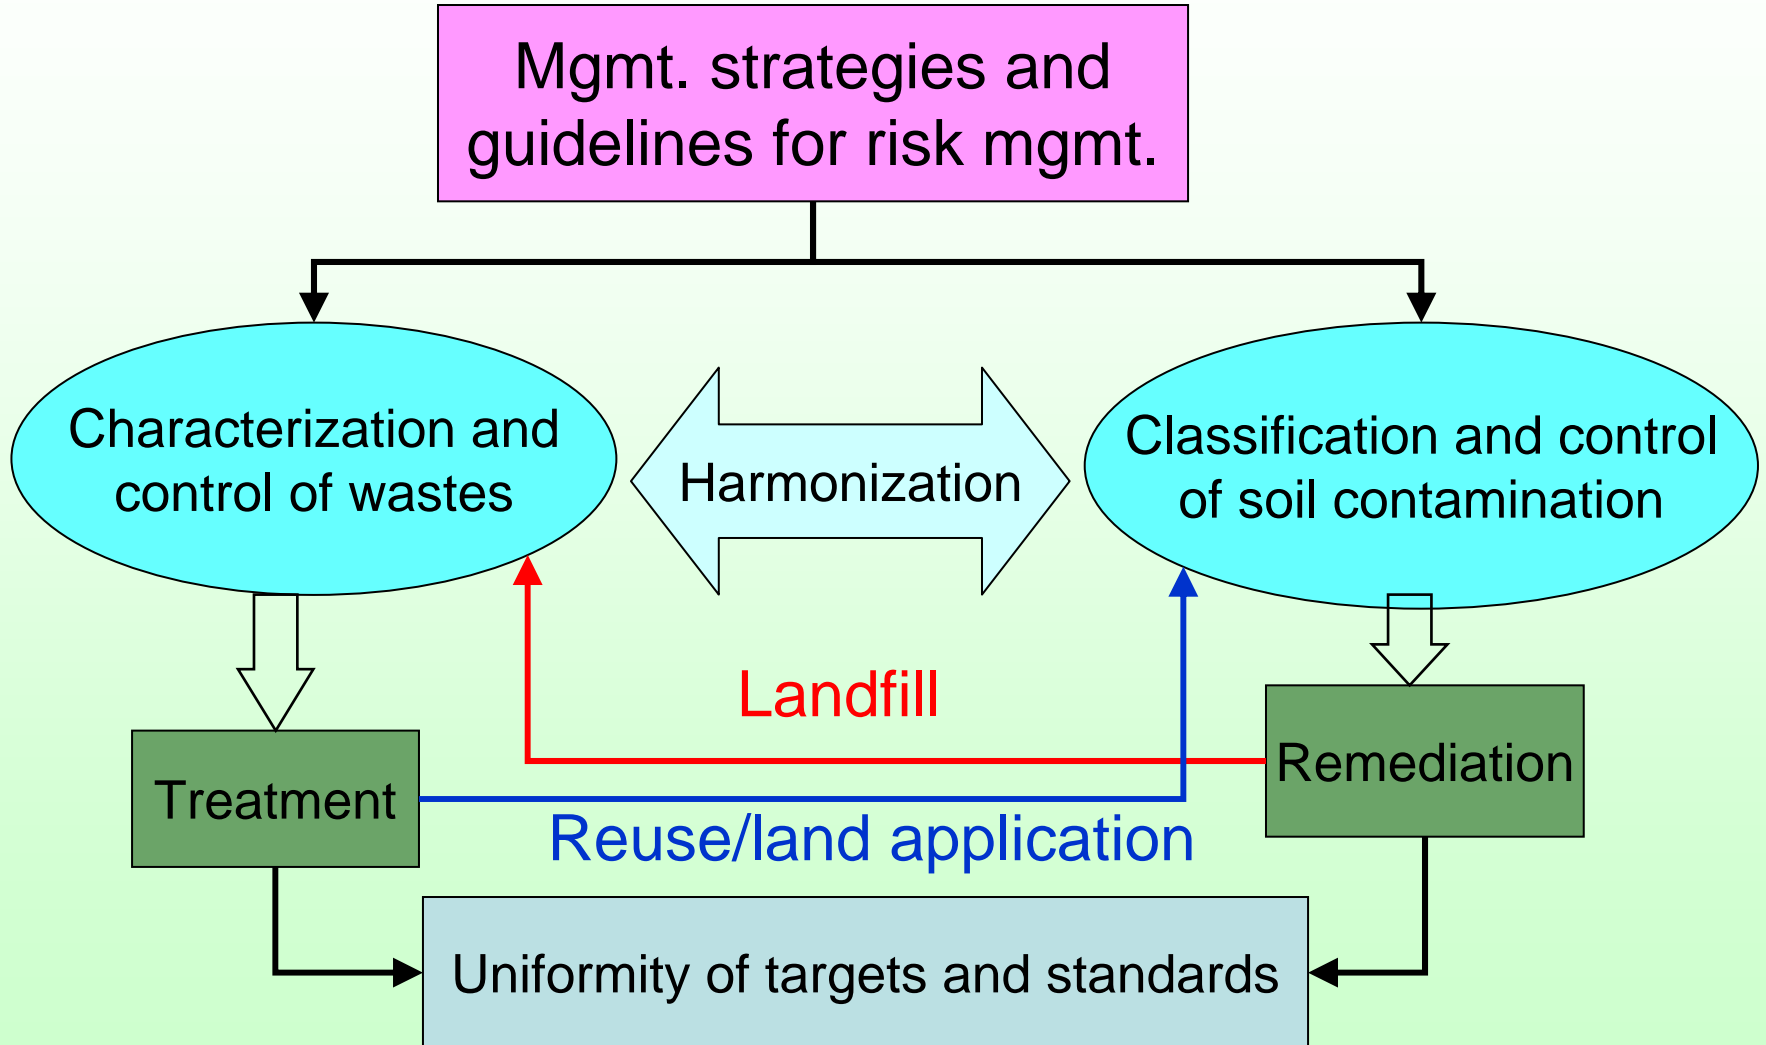 Mgmt. strategies and
guidelines for risk mgmt.
Characterization and
control of wastes
Harmonization
Classification and control
of soil contamination
Landfill
Remediation
Treatment
Reuse/land application
Uniformity of targets and standards